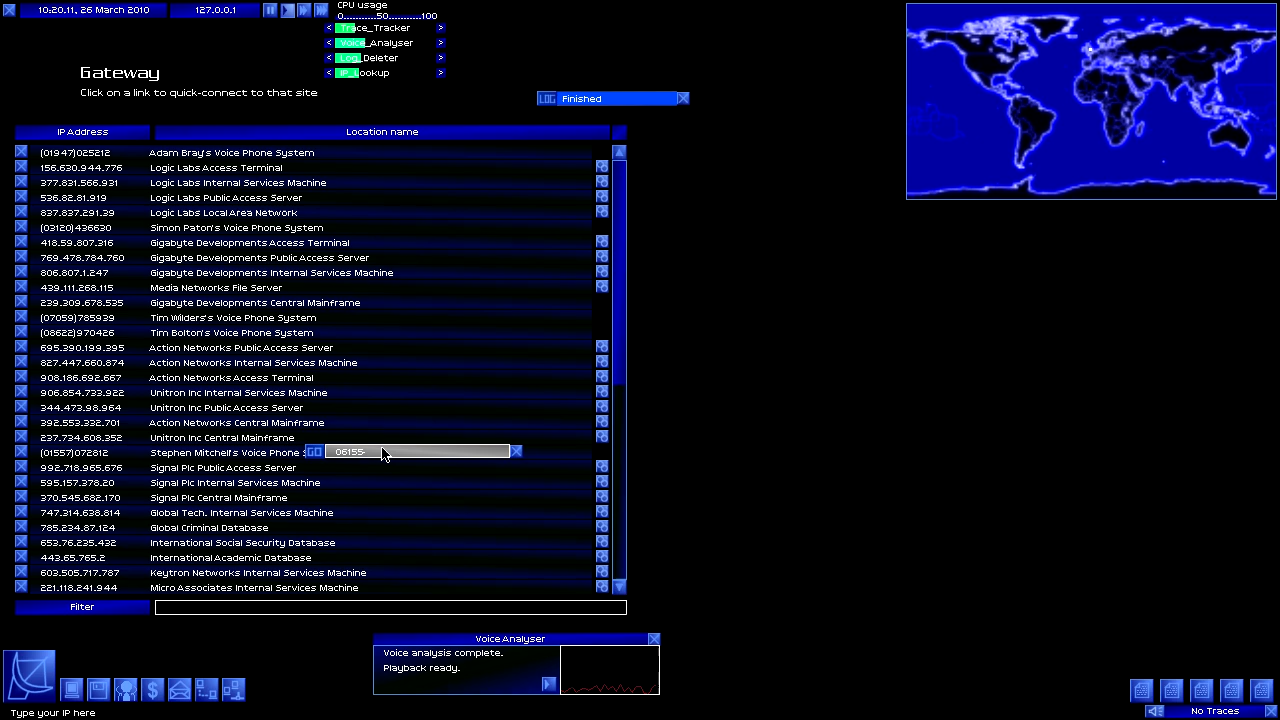 10:20.11, 26 March 2010
127.0.0.1
CPU usage
0...........50...........100
< Trace_Tracker >
< Voice_Analyser >
< Log_Deleter >
< IP_Lookup >
Gateway
Click on a link to quick-connect to that site
LOG Finished
IP Address Location name
(01947)025212 Adam Bray's Voice Phone System
156.630.944.776 Logic Labs Access Terminal
377.831.566.931 Logic Labs Internal Services Machine
536.82.81.919 Logic Labs Public Access Server
837.837.291.39 Logic Labs Local Area Network
(03120)436630 Simon Paton's Voice Phone System
418.59.807.316 Gigabyte Developments Access Terminal
769.473.784.760 Gigabyte Developments Public Access Server
806.807.1.247 Gigabyte Developments Internal Services Machine
439.111.268.115 Media Networks File Server
239.309.678.535 Gigabyte Developments Central Mainframe
(07059)785939 Tim Wilders's Voice Phone System
(08622)970426 Tim Bolton's Voice Phone System
695.390.199.395 Action Networks Public Access Server
827.447.660.874 Action Networks Internal Services Machine
908.186.692.667 Action Networks Access Terminal
906.854.733.922 Unitron Inc Internal Services Machine
344.473.98.964 Unitron Inc Public Access Server
392.553.332.701 Action Networks Central Mainframe
237.734.608.352 Unitron Inc Central Mainframe
(01557)072812 Stephen Mitchell's Voice Phone S
GO 06155-
992.718.965.676 Signal Plc Public Access Server
595.157.378.20 Signal Plc Internal Services Machine
370.545.682.170 Signal Plc Central Mainframe
747.314.638.814 Global Tech. Internal Services Machine
785.234.87.124 Global Criminal Database
653.76.235.432 International Social Security Database
443.65.765.2 International Academic Database
603.505.717.787 Keytron Networks Internal Services Machine
221.118.241.944 Micro Associates Internal Services Machine
Filter
Voice Analyser
Voice analysis complete.
Playback ready.
Type your IP here
No Traces